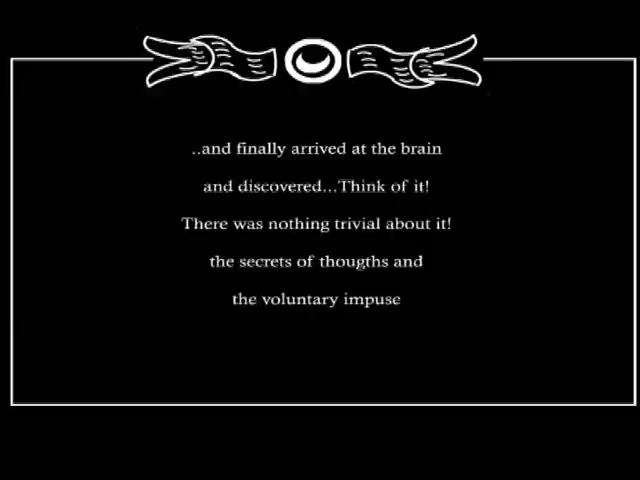 ..and finally arrived at the brain
and discovered...Think of it!
There was nothing trivial about it!
the secrets of thougths and
the voluntary impuse